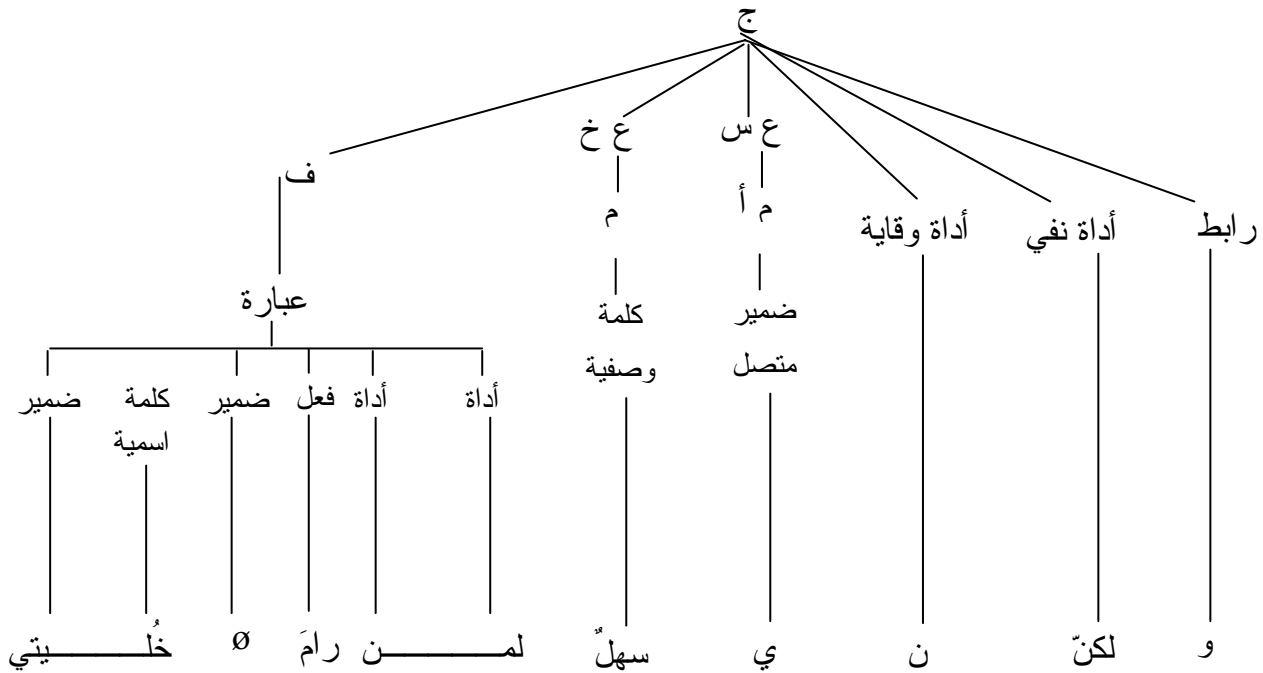 ج
ع س
ع خ
ف
م أ
م
رابط
أداة نفي
أداة وقاية
ضمير
متصل
كلمة
وصفية
عبارة
أداة
أداة
فعل
ضمير
كلمة
اسمية
ضمير
و
لكنّ
ن
ي
سهلٌ
لمـــــــن
رامَ
Ø
خُلـــــــيتي